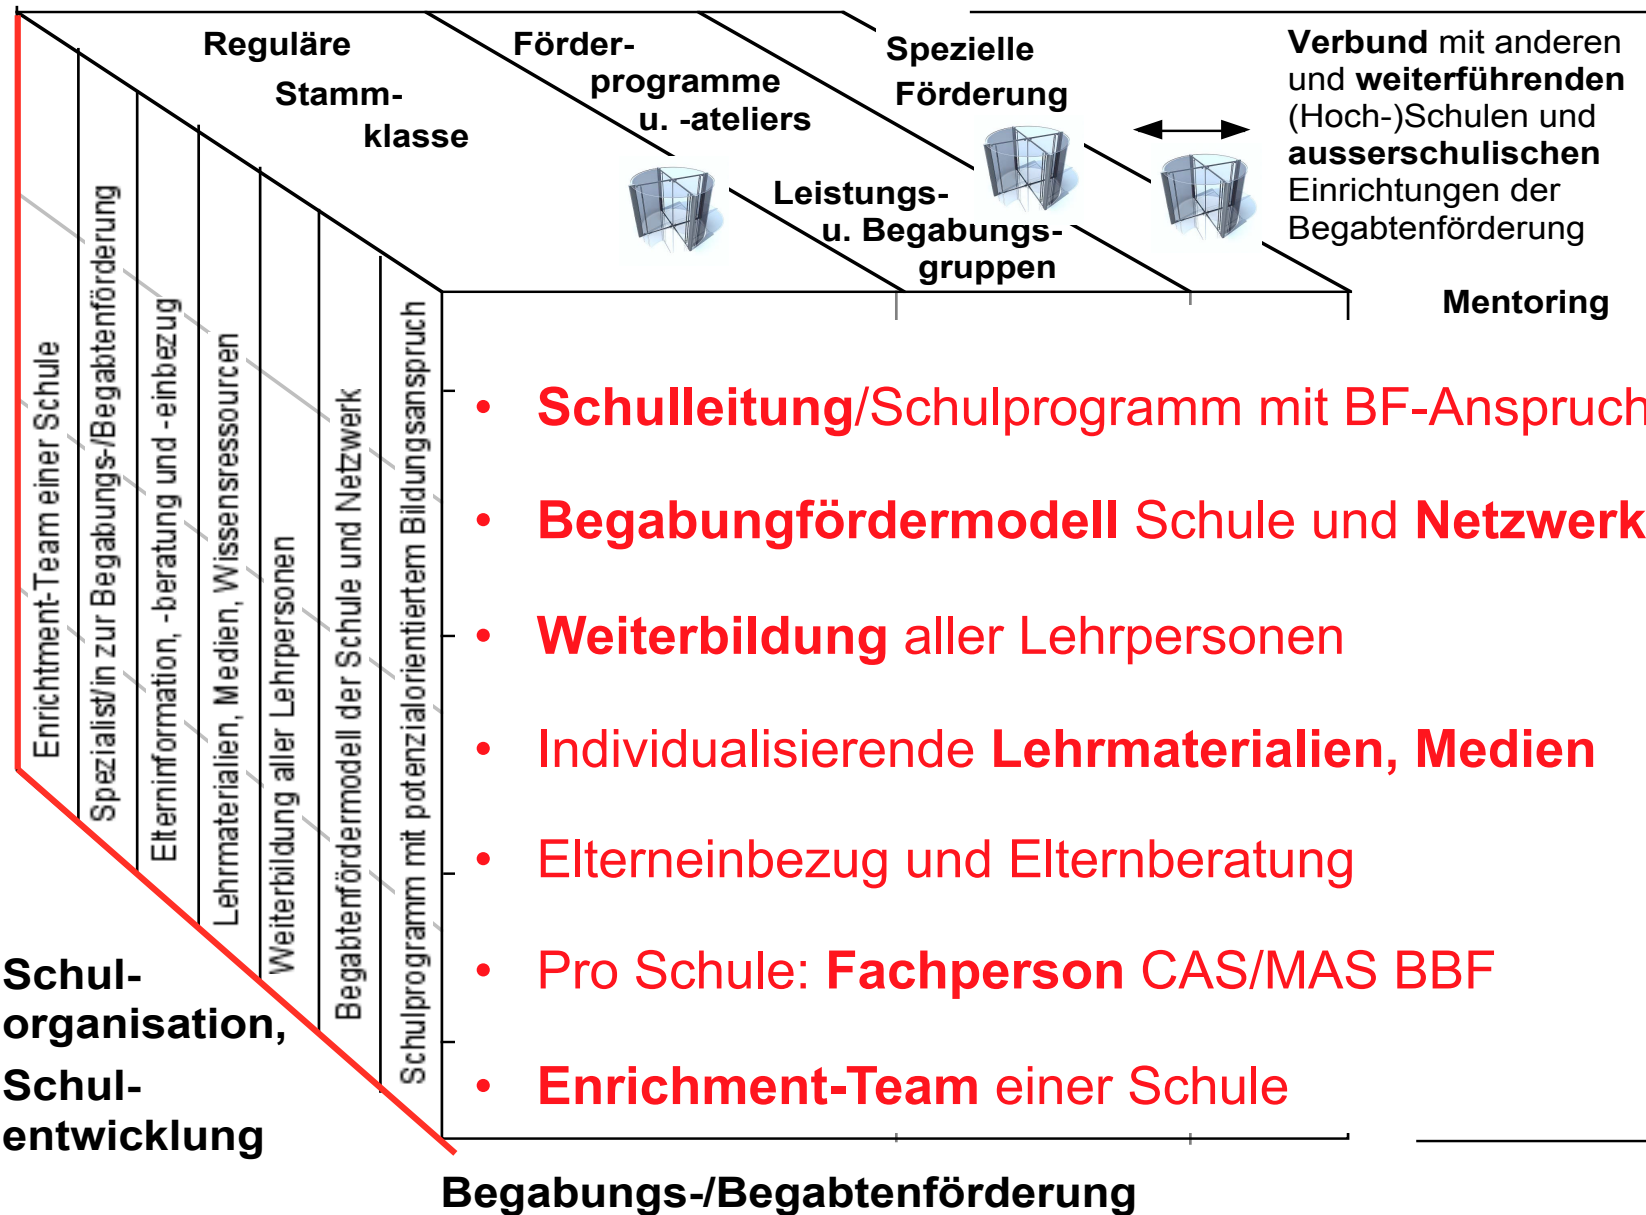 Reguläre
Stamm-
klasse
Förder-
programme
u. -ateliers
Leistungs-
u. Begabungs-
gruppen
Spezielle
Förderung
Verbund mit anderen
und weiterführenden
(Hoch-)Schulen und
ausserschulischen
Einrichtungen der
Begabtenförderung
Mentoring
Enrichtment-Team einer Schule
Spezialist/in zur Begabungs-/Begabtenförderung
Elterninformation, -beratung und -einbezug
Lehrmaterialien, Medien, Wissensressourcen
Weiterbildung aller Lehrpersonen
Begabtenfördermodell der Schule und Netzwerk
Schulprogramm mit potenzialorientiertem Bildungsanspruch
• Schulleitung/Schulprogramm mit BF-Anspruch
• Begabungfördermodell Schule und Netzwerk
• Weiterbildung aller Lehrpersonen
• Individualisierende Lehrmaterialien, Medien
• Elterneinbezug und Elternberatung
• Pro Schule: Fachperson CAS/MAS BBF
• Enrichment-Team einer Schule
Schul-
organisation,
Schul-
entwicklung
Begabungs-/Begabtenförderung